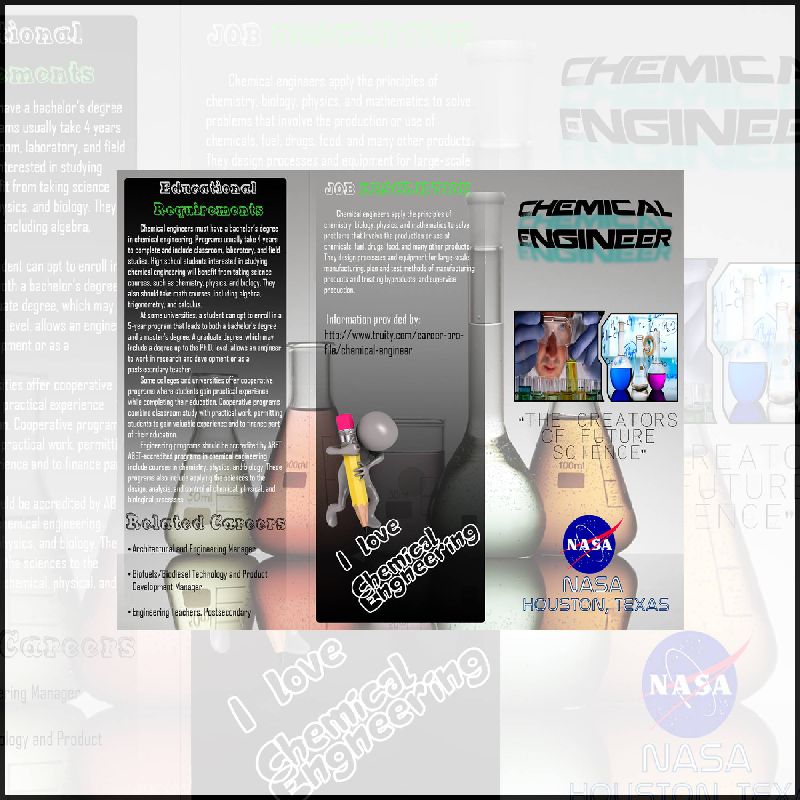 Educational
Requirements
Chemical engineers must have a bachelor's degree
in chemical engineering. Programs usually take 4 years
to complete and include classroom, laboratory, and field
studies. High school students interested in studying
chemical engineering will benefit from taking science
courses, such as chemistry, physics, and biology. They
also should take math courses, including algebra,
trigonometry, and calculus.
At some universities, a student can opt to enroll in a
5-year program that leads to both a bachelor's degree
and a master's degree. A graduate degree, which may
include a degree up to the Ph.D. level, allows an engineer
to work in research and development or as a
postsecondary teacher.
Some colleges and universities offer cooperative
programs where students gain practical experience
while completing their education. Cooperative programs
combine classroom study with practical work, permitting
students to gain valuable experience and to finance part
of their education.
Engineering programs should be accredited by ABET.
ABET-accredited programs in chemical engineering
include courses in chemistry, physics, and biology. These
programs also include applying the sciences to the
design, analysis, and control of chemical, physical, and
biological processes.
Related Careers
• Architectural and Engineering Manager
• Biofuels/Biodiesel Technology and Product
Development Manager
• Engineering Teachers, Postsecondary
JOB
Chemical engineers apply the principles of
chemistry, biology, physics, and mathematics to solve
problems that involve the production or use of
chemicals, fuel, drugs, food, and many other products.
They design processes and equipment for large-scale
manufacturing, plan and test methods of manufacturing
products and treating byproducts, and supervise
production.
Information provided by:
http://www.truity.com/career-pro-
file/chemical-engineer
I love
Chemical
Engineering
CHEMICAL
ENGINEER
"THE CREATORS
OF FUTURE
SCIENCE"
100ml
NASA
NASA
HOUSTON, TEXAS